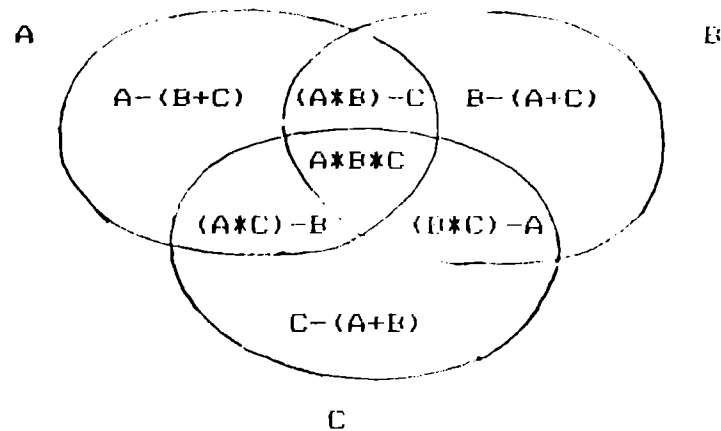 A B
A-(B+C) (A*B)-C B-(A+C)
A*B*C
(A*C)-B (B*C)-A
C-(A+B)
C